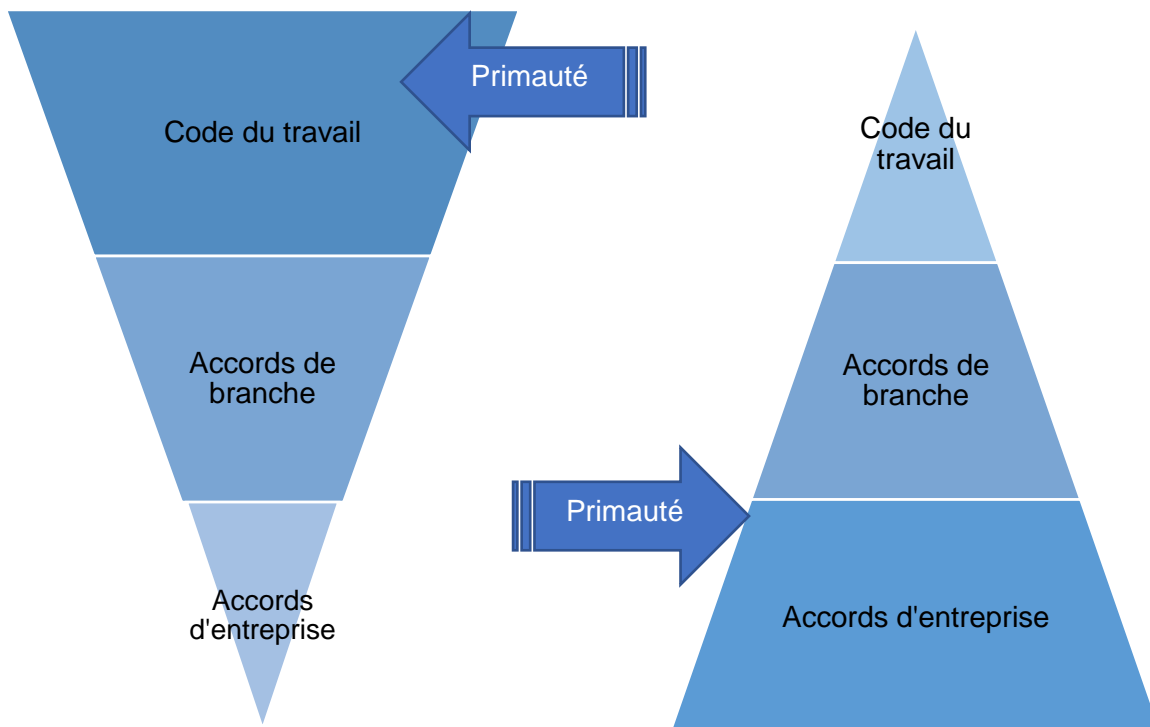 Primauté
Code du travail
Accords de
branche
Accords
d'entreprise
Code du
travail
Accords de
branche
Primauté
Accords d'entreprise